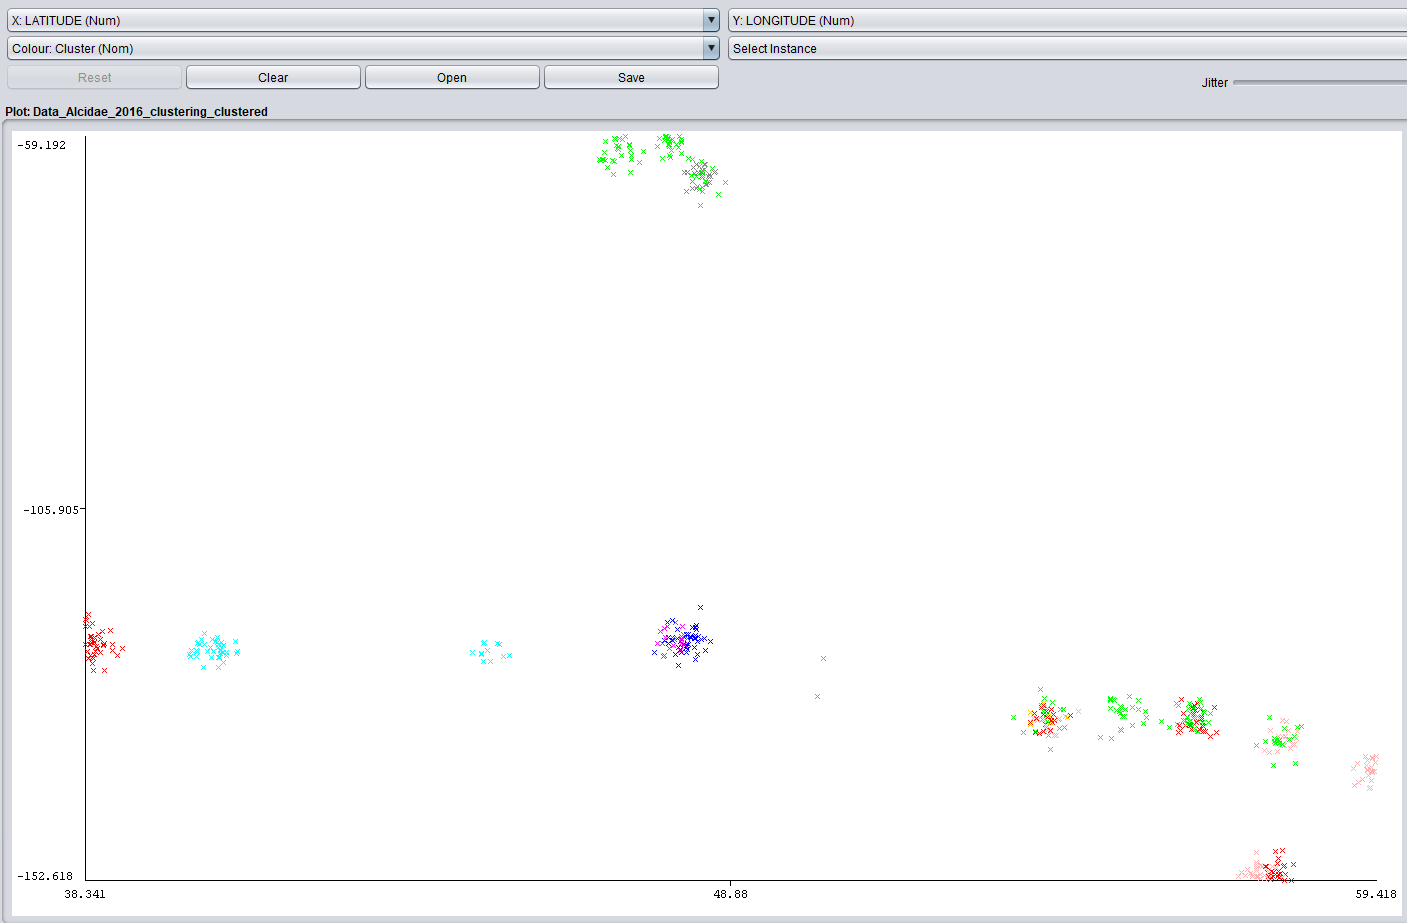 X: LATITUDE (Num)
Y: LONGITUDE (Num)
Colour: Cluster (Nom)
Select Instance
Reset
Clear
Open
Save
Jitter
Plot: Data_Alcidae_2016_clustering_clustered
-59.192
-105.905
-152.618
38.341
48.88
59.418